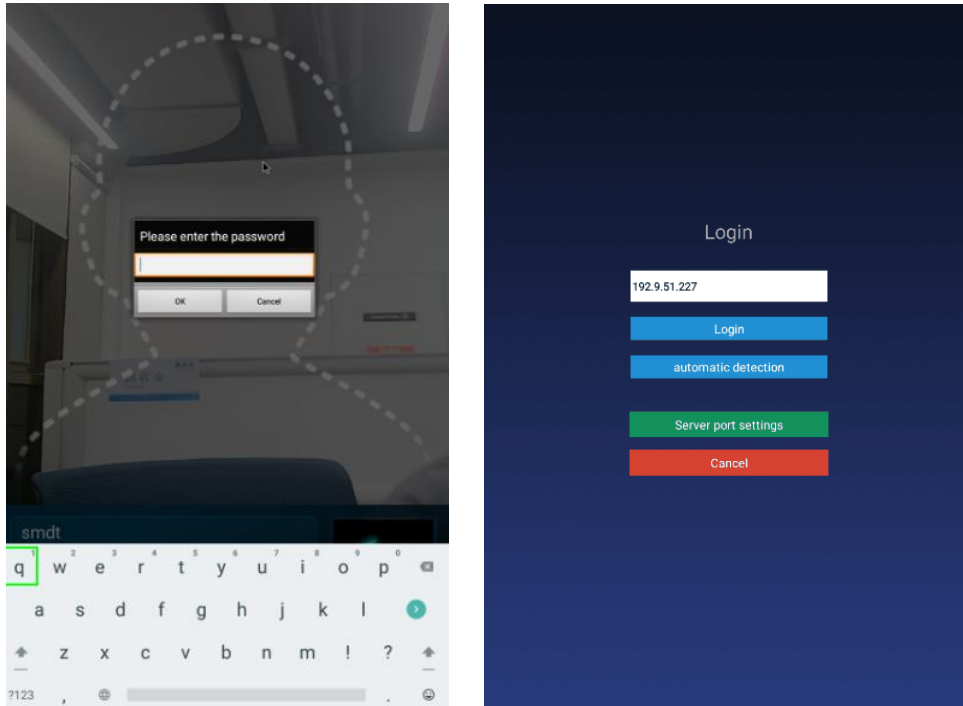 Please enter the password
OK Cancel
smdt
1 2 3 4 5 6 7 8 9 0
q w e r t y u i o p
a s d f g h j k l
z x c v b n m ! ?
?123 , .
Login
192.9.51.227
Login
automatic detection
Server port settings
Cancel